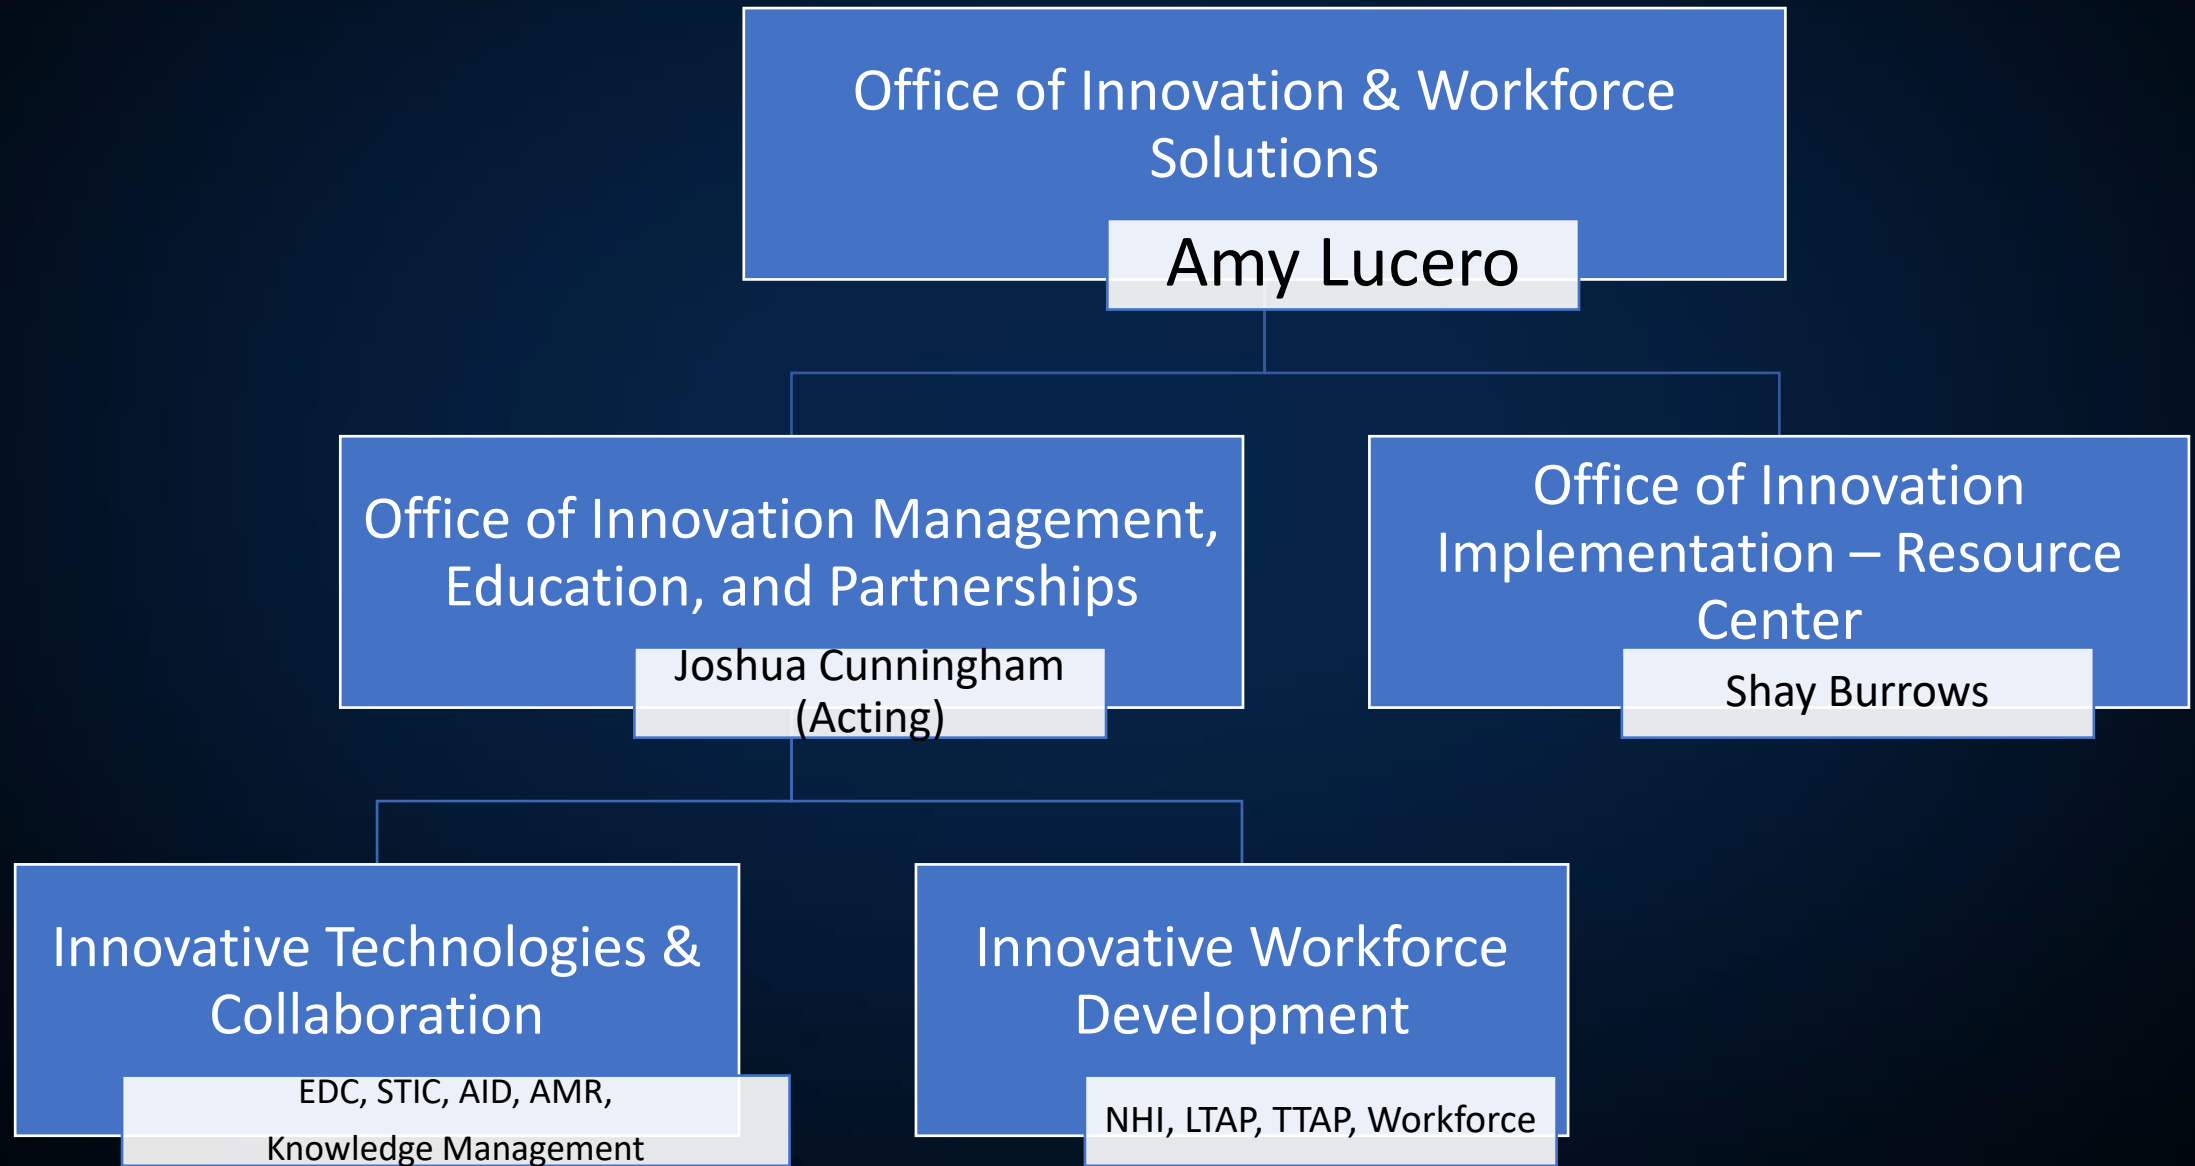 Office of Innovation & Workforce
Solutions
Amy Lucero
Office of Innovation Management,
Education, and Partnerships
Joshua Cunningham
(Acting)
Office of Innovation
Implementation – Resource
Center
Shay Burrows
Innovative Technologies &
Collaboration
EDC, STIC, AID, AMR,
Knowledge Management
Innovative Workforce
Development
NHI, LTAP, TTAP, Workforce